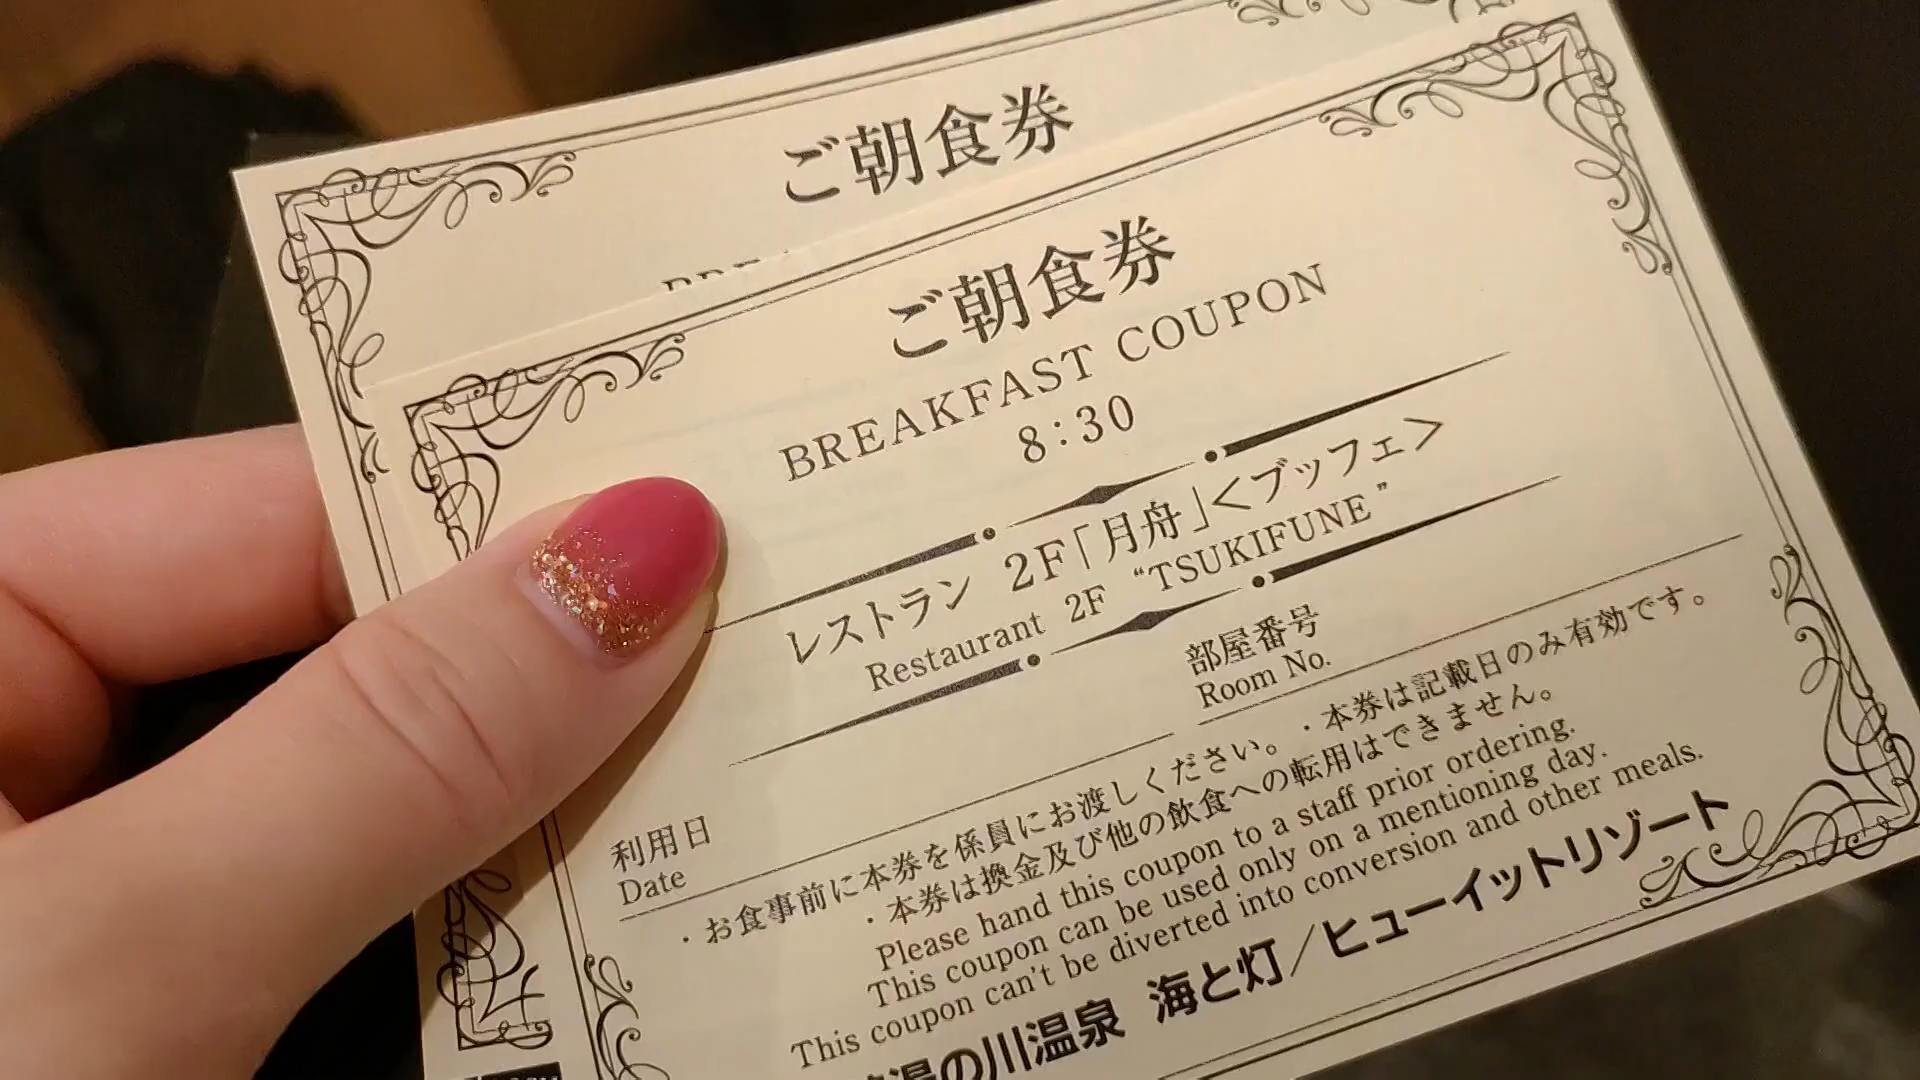 ご朝食券
ご朝食券
BREAKFAST COUPON
8:30
レストラン 2F「月舟」<ブッフェ>
Restaurant 2F “TSUKIFUNE”
部屋番号
Room No.
利用日
Date
・お食事前に本券を係員にお渡しください。・本券は記載日のみ有効です。
・本券は換金及び他の飲食への転用はできません。
Please hand this coupon to a staff prior ordering.
This coupon can be used only on a mentioning day.
This coupon can't be diverted into conversion and other meals.
湯の川温泉 海と灯/ヒューイットリゾート